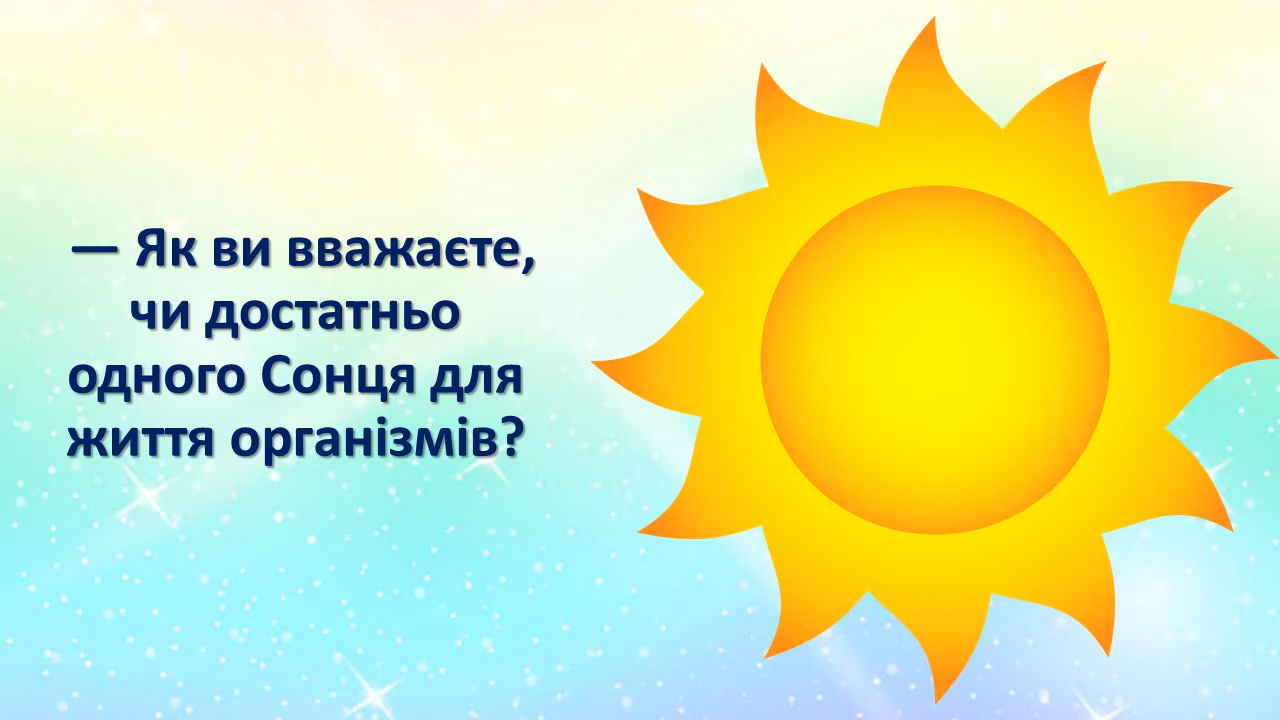 — Як ви вважаєте,
чи достатньо
одного Сонця для
життя організмів?